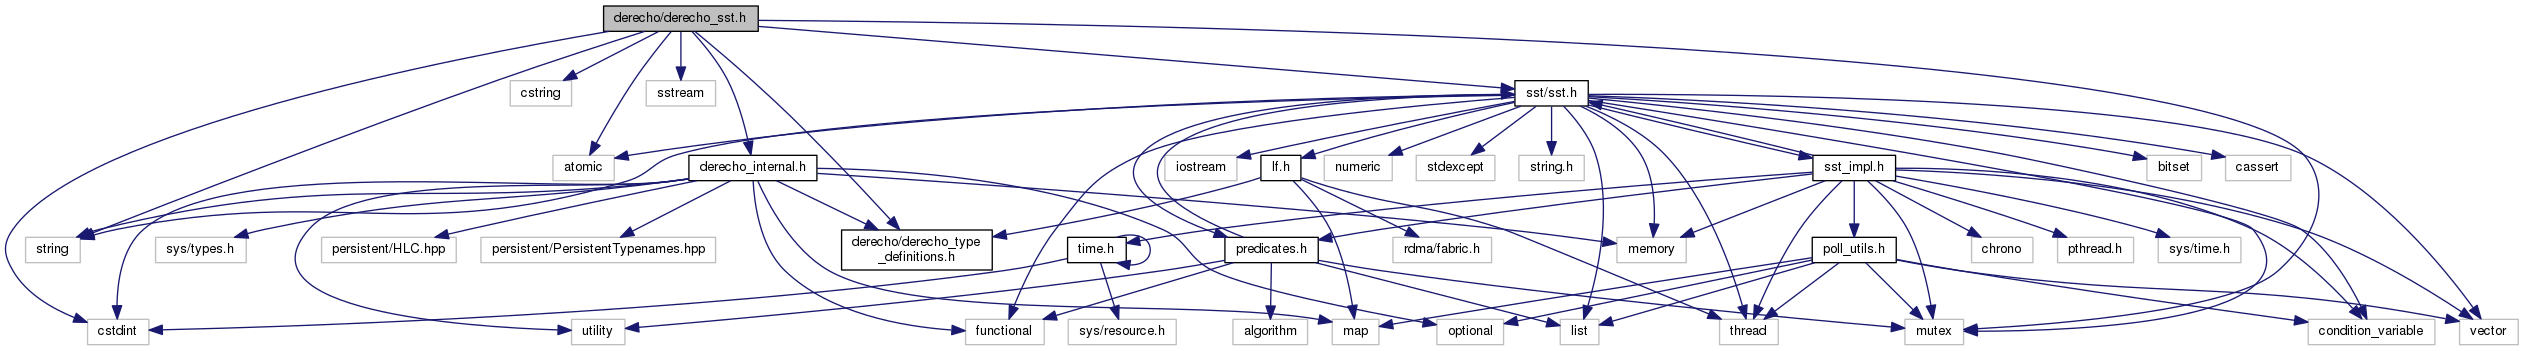 derecho/derecho_sst.h
cstring
sstream
sst/sst.h
atomic
derecho_internal.h
iostream
lf.h
numeric
stdexcept
string.h
sst_impl.h
bitset
cassert
string
sys/types.h
persistent/HLC.hpp
persistent/PersistentTypenames.hpp
derecho/derecho_type
_definitions.h
time.h
predicates.h
rdma/fabric.h
memory
poll_utils.h
chrono
pthread.h
sys/time.h
cstdint
utility
functional
sys/resource.h
algorithm
map
optional
list
thread
mutex
condition_variable
vector